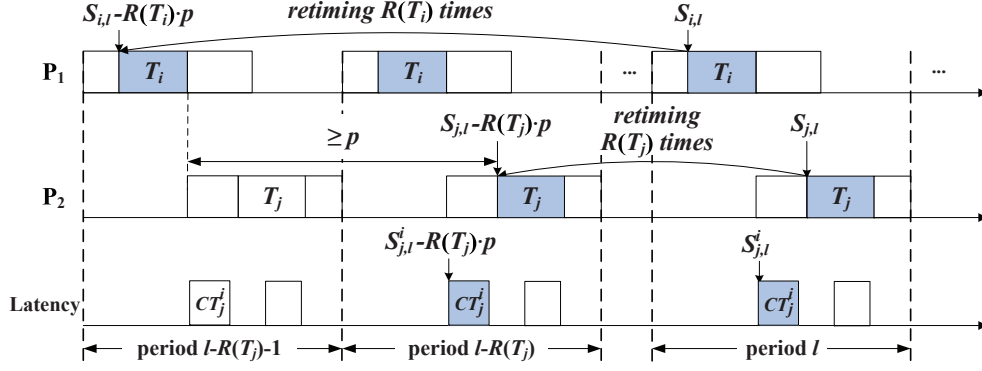 S_{i,l}-R(T_i)·p
retiming R(T_i) times
S_{i,l}
P_1
T_i
T_i
...
T_i
...
≥ p
S_{j,l}-R(T_j)·p
retiming
R(T_j) times
S_{j,l}
P_2
T_j
T_j
T_j
S^i_{j,l}-R(T_j)·p
S^i_{j,l}
Latency
CT^i_j
CT^i_j
CT^i_j
period l-R(T_j)-1
period l-R(T_j)
period l